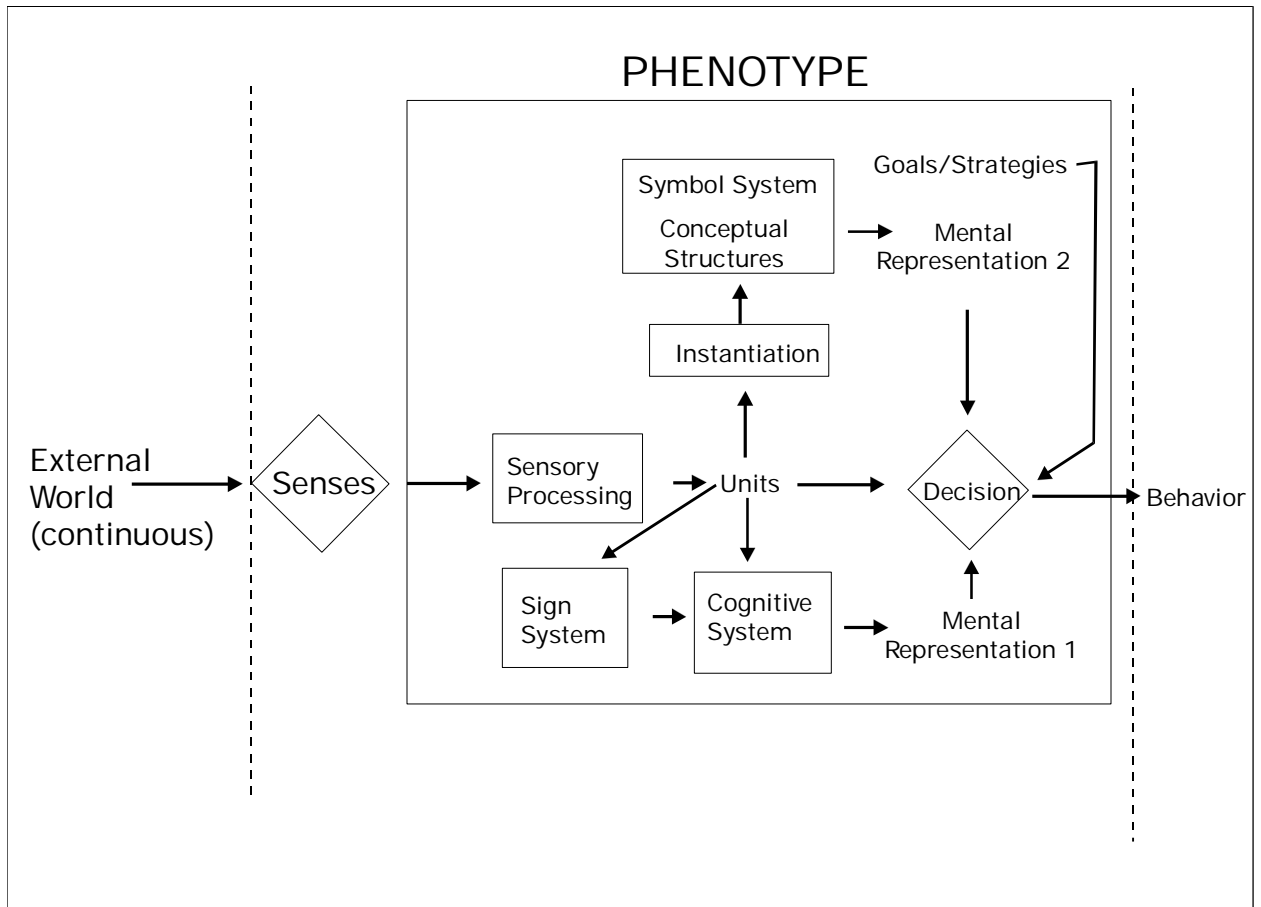 PHENOTYPE
Goals/Strategies
Symbol System
Conceptual
Structures
Mental
Representation 2
Instantiation
External
World
(continuous)
Senses
Sensory
Processing
Units
Decision
Behavior
Sign
System
Cognitive
System
Mental
Representation 1